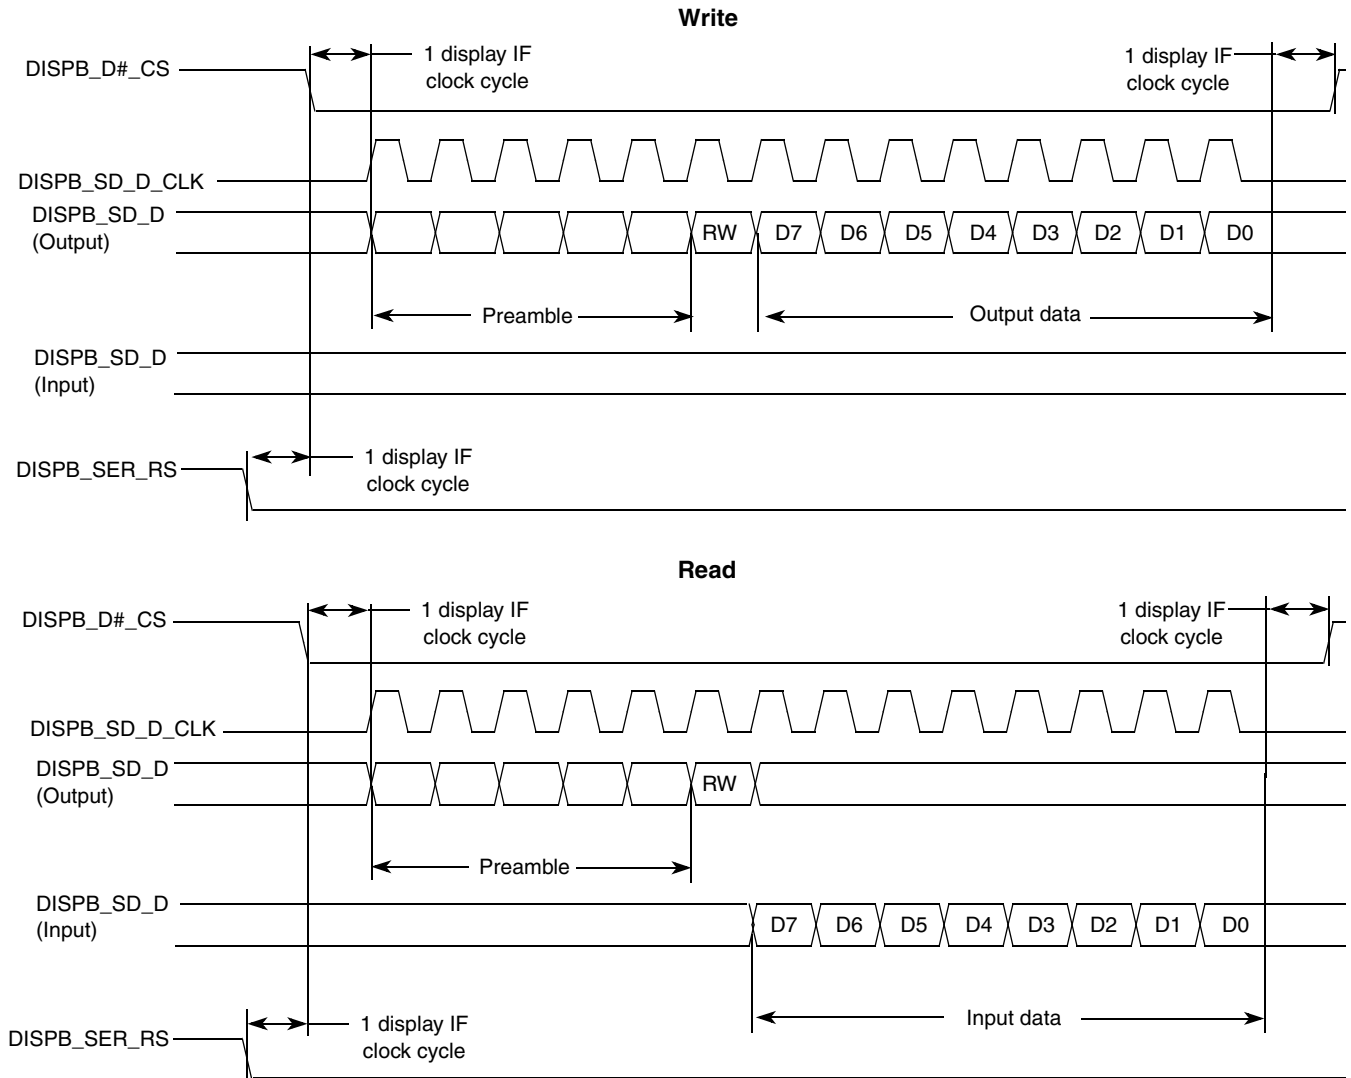 Write
DISPB_D#_CS
1 display IF
clock cycle
1 display IF
clock cycle
DISPB_SD_D_CLK
DISPB_SD_D
(Output)
RW D7 D6 D5 D4 D3 D2 D1 D0
Preamble
Output data
DISPB_SD_D
(Input)
DISPB_SER_RS
1 display IF
clock cycle
Read
DISPB_D#_CS
1 display IF
clock cycle
1 display IF
clock cycle
DISPB_SD_D_CLK
DISPB_SD_D
(Output)
RW
Preamble
DISPB_SD_D
(Input)
D7 D6 D5 D4 D3 D2 D1 D0
Input data
DISPB_SER_RS
1 display IF
clock cycle